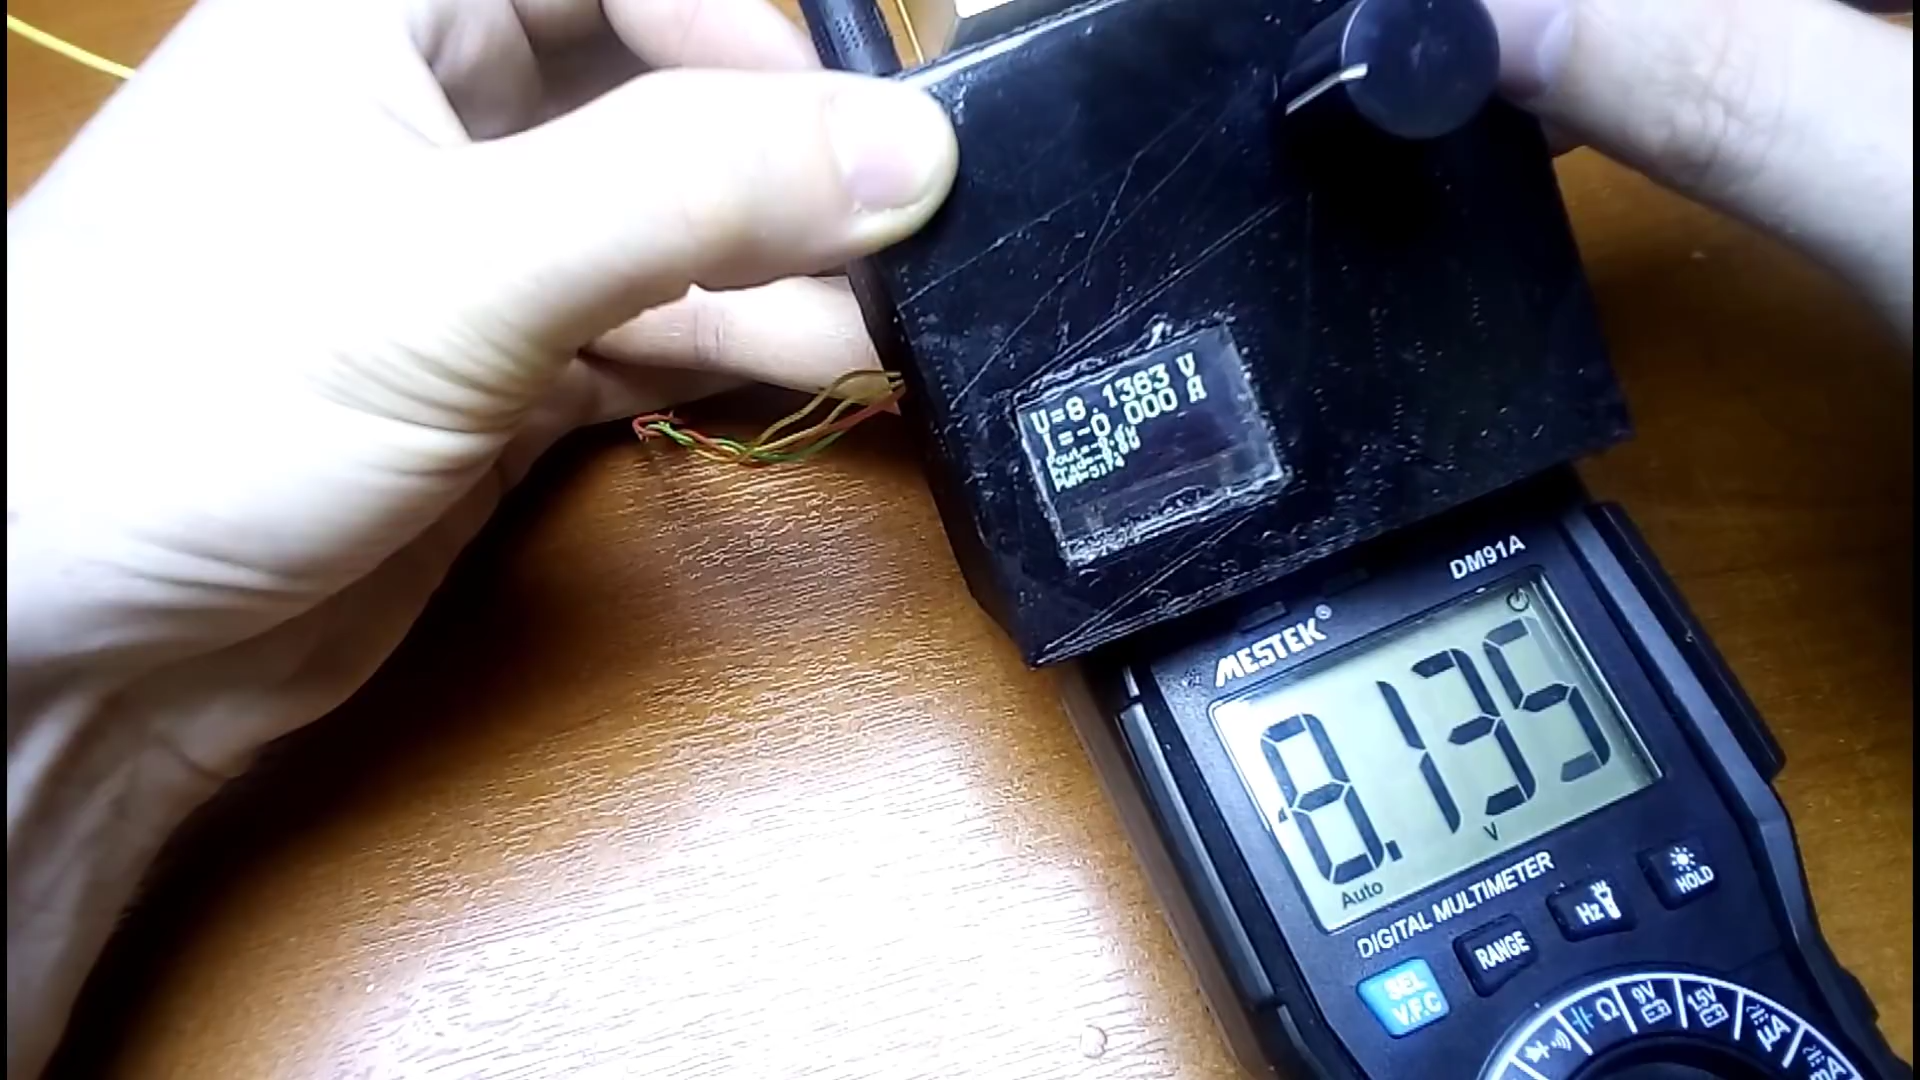 U=8.1363 V
I=-0.000 A
DM91A
MESTEK®
8.135
V
Auto
DIGITAL MULTIMETER
SEL
V.F.C
RANGE
Hz
HOLD
Ω
9V
1.5V
µA
mA